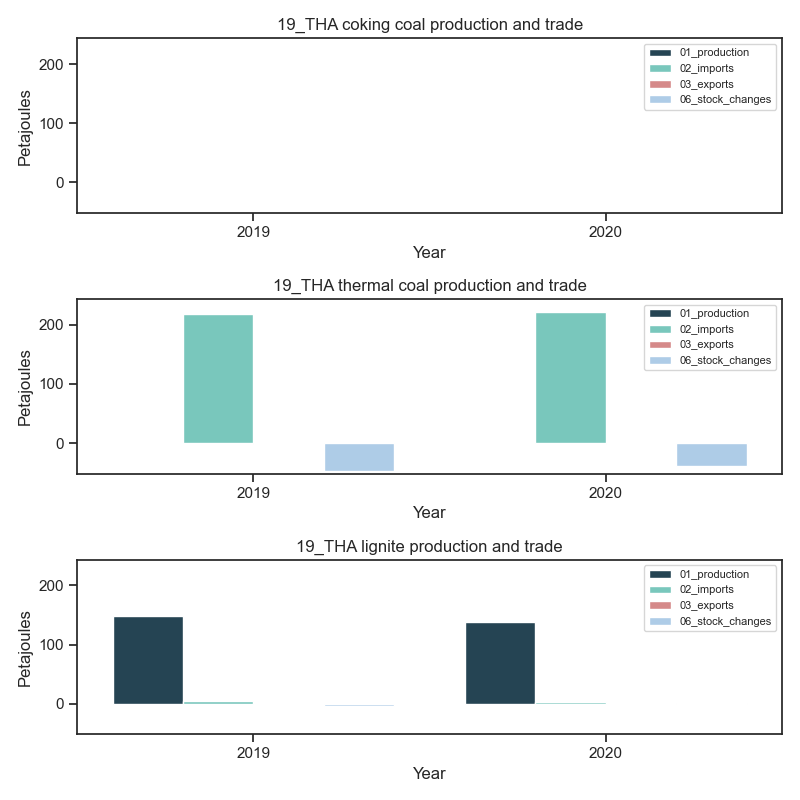 19_THA coking coal production and trade
200
100
0
Petajoules
01_production
02_imports
03_exports
06_stock_changes
2019
2020
Year
19_THA thermal coal production and trade
200
100
0
Petajoules
01_production
02_imports
03_exports
06_stock_changes
2019
2020
Year
19_THA lignite production and trade
200
100
0
Petajoules
01_production
02_imports
03_exports
06_stock_changes
2019
2020
Year